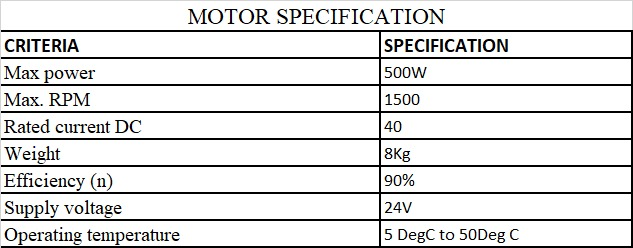 MOTOR SPECIFICATION
CRITERIA SPECIFICATION
Max power 500W
Max. RPM 1500
Rated current DC 40
Weight 8Kg
Efficiency (n) 90%
Supply voltage 24V
Operating temperature 5 DegC to 50Deg C